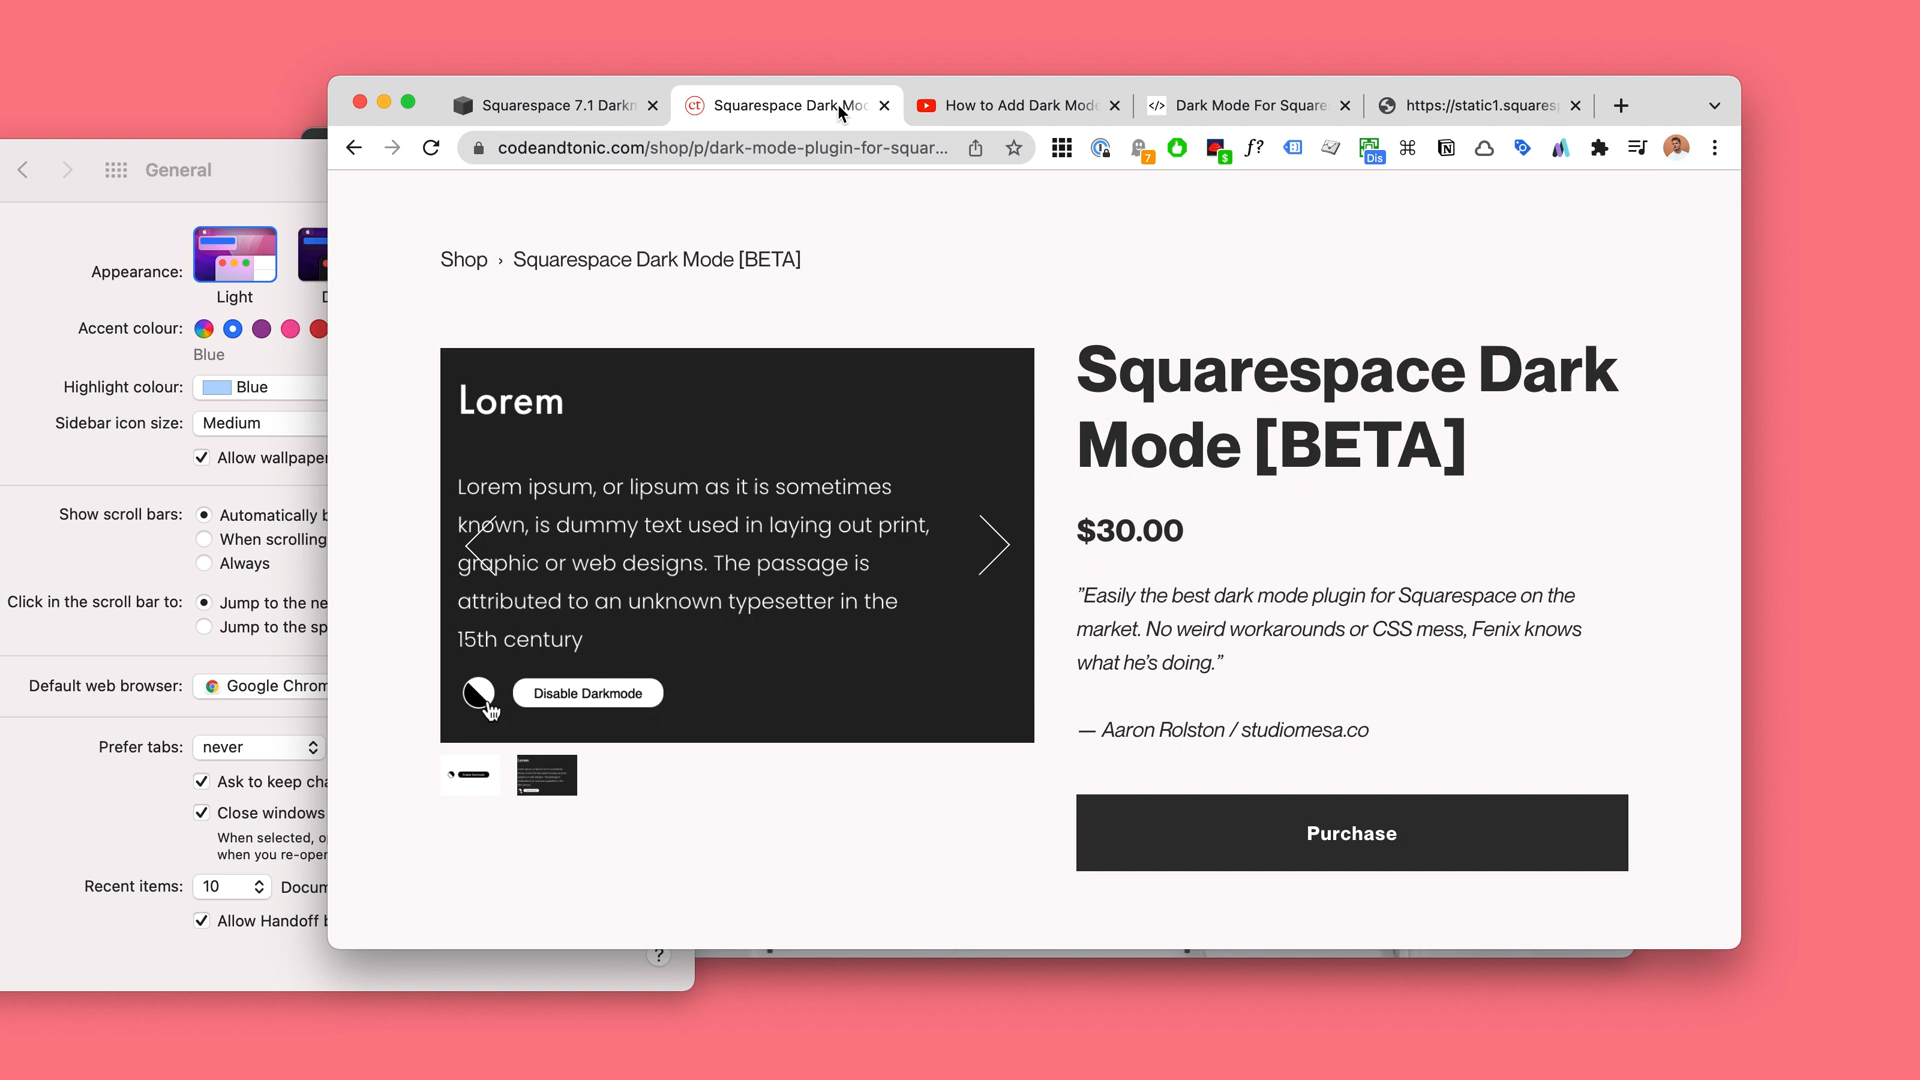 Squarespace 7.1 Darkm
ct
Squarespace Dark Mod
How to Add Dark Mode
</>
Dark Mode For Square
https://static1.squaresp
codeandtonic.com/shop/p/dark-mode-plugin-for-squar...
7
$
f?
Dis
General
Appearance:
Light
D
Accent colour:
Blue
Highlight colour:
Blue
Sidebar icon size:
Medium
Allow wallpaper
Show scroll bars:
Automatically b
When scrolling
Always
Click in the scroll bar to:
Jump to the ne
Jump to the sp
Default web browser:
Google Chrom
Prefer tabs:
never
Ask to keep cha
Close windows
When selected, o
when you re-open
Recent items:
10
Docum
Allow Handoff b
?
Shop › Squarespace Dark Mode [BETA]
Lorem
Lorem ipsum, or lipsum as it is sometimes
known, is dummy text used in laying out print,
graphic or web designs. The passage is
attributed to an unknown typesetter in the
15th century
Disable Darkmode
Squarespace Dark
Mode [BETA]
$30.00
”Easily the best dark mode plugin for Squarespace on the
market. No weird workarounds or CSS mess, Fenix knows
what he’s doing.”
— Aaron Rolston / studiomesa.co
Purchase